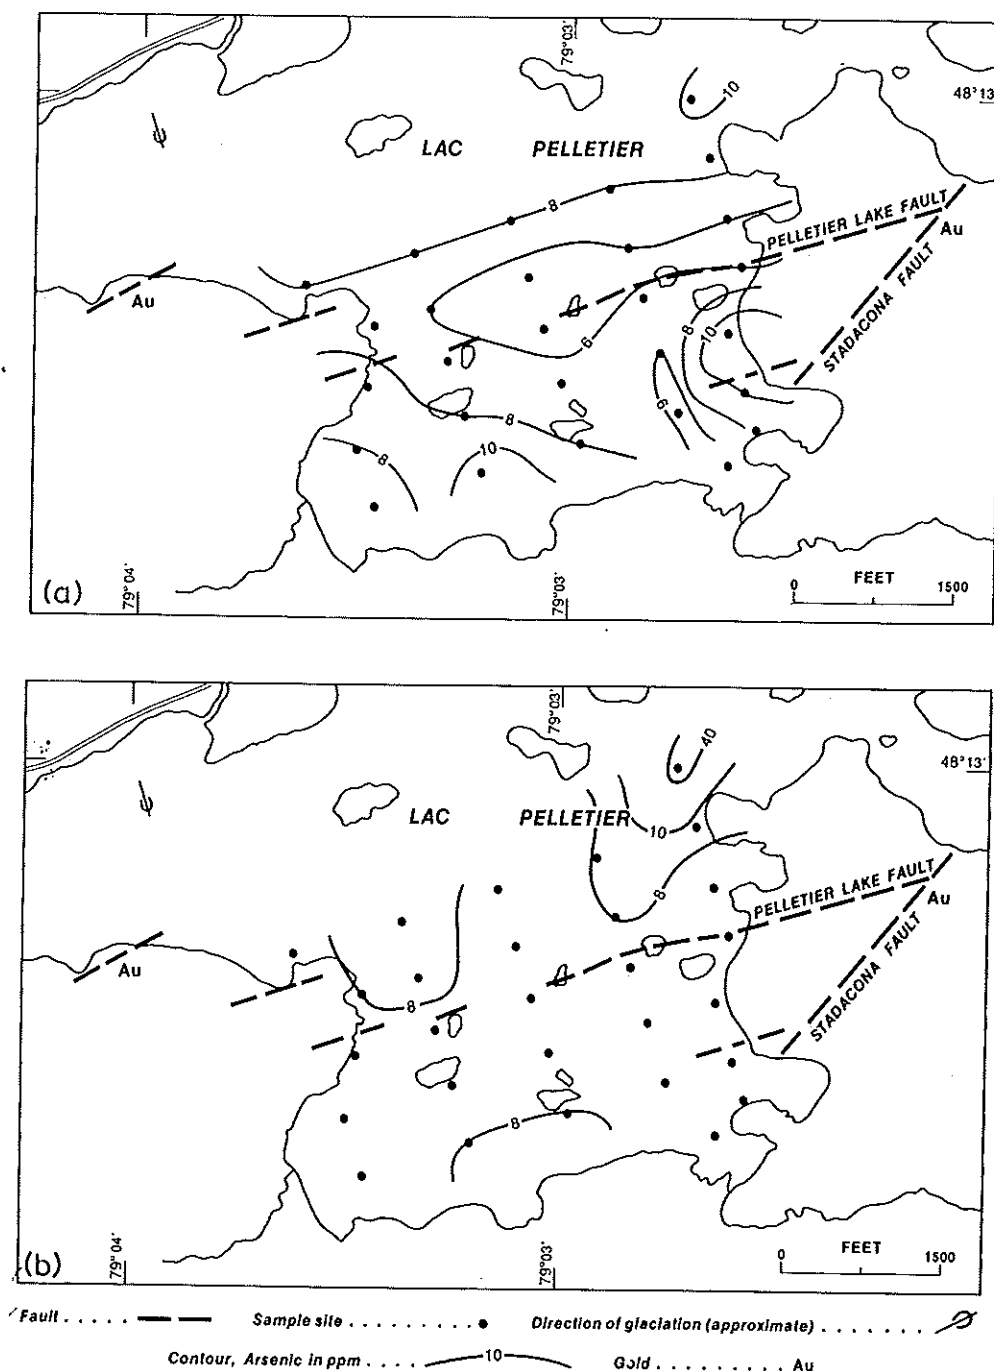 79°03'
48°13'
10
LAC PELLETIER
8
PELLETIER LAKE FAULT
Au
STADACONA FAULT
Au
8
10
6
6
8
8
10
(a)
79°04'
79°03'
FEET
0 1500
79°03'
40
48°13'
LAC PELLETIER
10
8
PELLETIER LAKE FAULT
Au
STADACONA FAULT
Au
8
8
(b)
79°04'
79°03'
FEET
0 1500
Fault . . . . . Sample site . . . . . . . . . . Direction of glaciation (approximate) . . . . . . .
Contour, Arsenic in ppm . . . . 10 Gold . . . . . . . . . Au